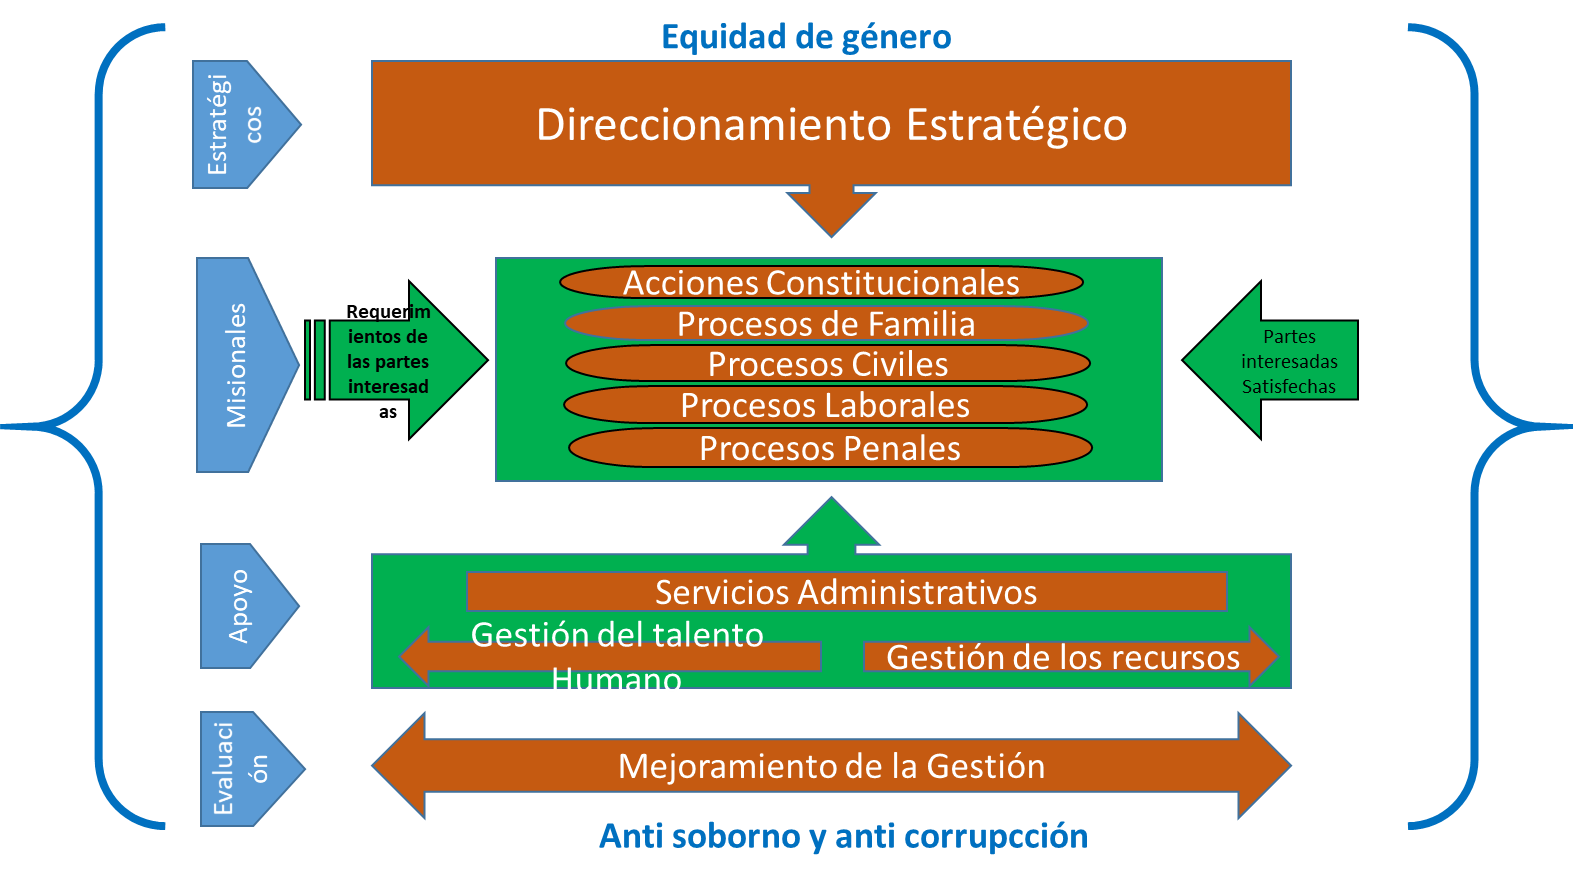 Equidad de género
Estratégi
cos
Direccionamiento Estratégico
Misionales
Requerim
ientos de
las partes
interesad
as
Acciones Constitucionales
Procesos de Familia
Procesos Civiles
Procesos Laborales
Procesos Penales
Partes
interesadas
Satisfechas
Apoyo
Servicios Administrativos
Gestión del talento
Humano
Gestión de los recursos
Evaluaci
ón
Mejoramiento de la Gestión
Anti soborno y anti corrupcción